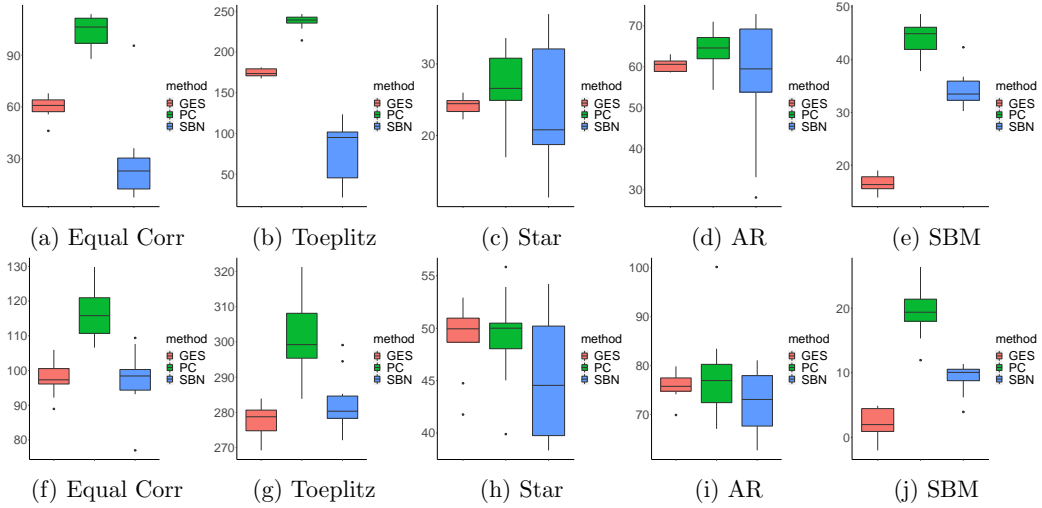 90
60
30
method
GES
PC
SBN
(a) Equal Corr
250
200
150
100
50
method
GES
PC
SBN
(b) Toeplitz
30
20
method
GES
PC
SBN
(c) Star
70
60
50
40
30
method
GES
PC
SBN
(d) AR
50
40
30
20
method
GES
PC
SBN
(e) SBM
130
120
110
100
90
80
method
GES
PC
SBN
(f) Equal Corr
320
310
300
290
280
270
method
GES
PC
SBN
(g) Toeplitz
55
50
45
40
method
GES
PC
SBN
(h) Star
100
90
80
70
method
GES
PC
SBN
(i) AR
20
10
0
method
GES
PC
SBN
(j) SBM